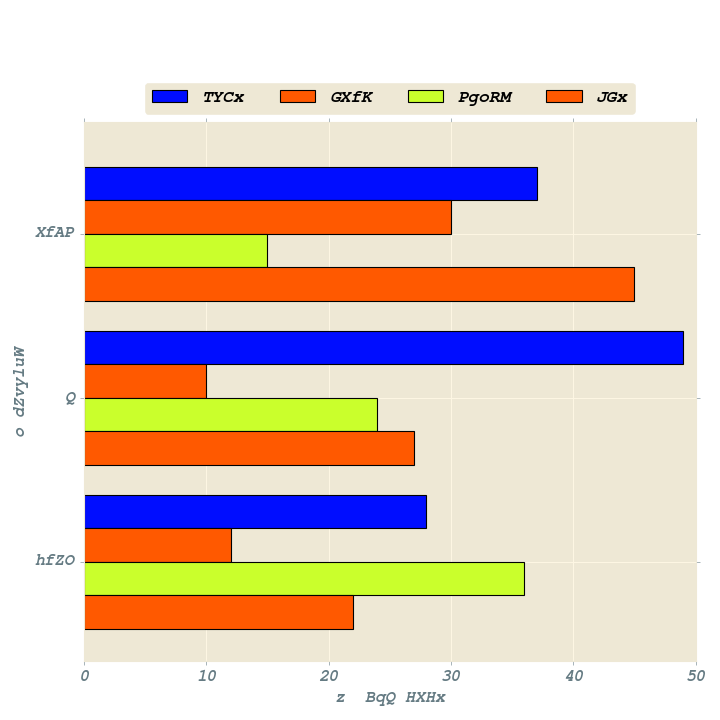 TYCx GXfK PgoRM JGx
XfAP
Q
hfZO
o dZvyluW
0 10 20 30 40 50
z  BqQ HXHx